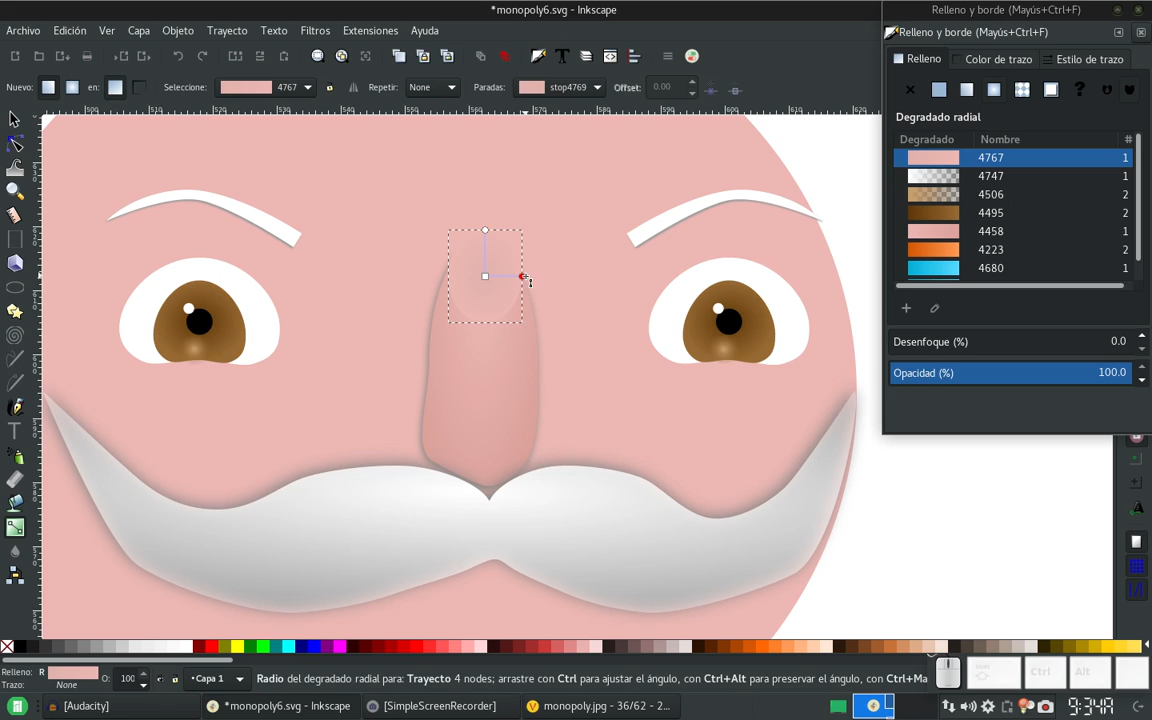 *monopoly6.svg - Inkscape
Relleno y borde (Mayús+Ctrl+F)
Archivo Edición Ver Capa Objeto Trayecto Texto Filtros Extensiones Ayuda
Relleno y borde (Mayús+Ctrl+F)
Relleno Color de trazo Estilo de trazo
Nuevo: en: Seleccione: 4767 Repetir: None Paradas: stop4769 Offset: 0.00
Degradado radial
Degradado Nombre #
4767 1
4747 1
4506 2
4495 2
4458 1
4223 2
4680 1
Desenfoque (%) 0.0
Opacidad (%) 100.0
Relleno: R
Trazo: None
O: 100
Capa 1
Radio del degradado radial para: Trayecto 4 nodes; arrastre con Ctrl para ajustar el ángulo, con Ctrl+Alt para preservar el ángulo, con Ctrl+Ma
Ctrl Alt
[Audacity] *monopoly6.svg - Inkscape [SimpleScreenRecorder] monopoly.jpg - 36/62 - 2...